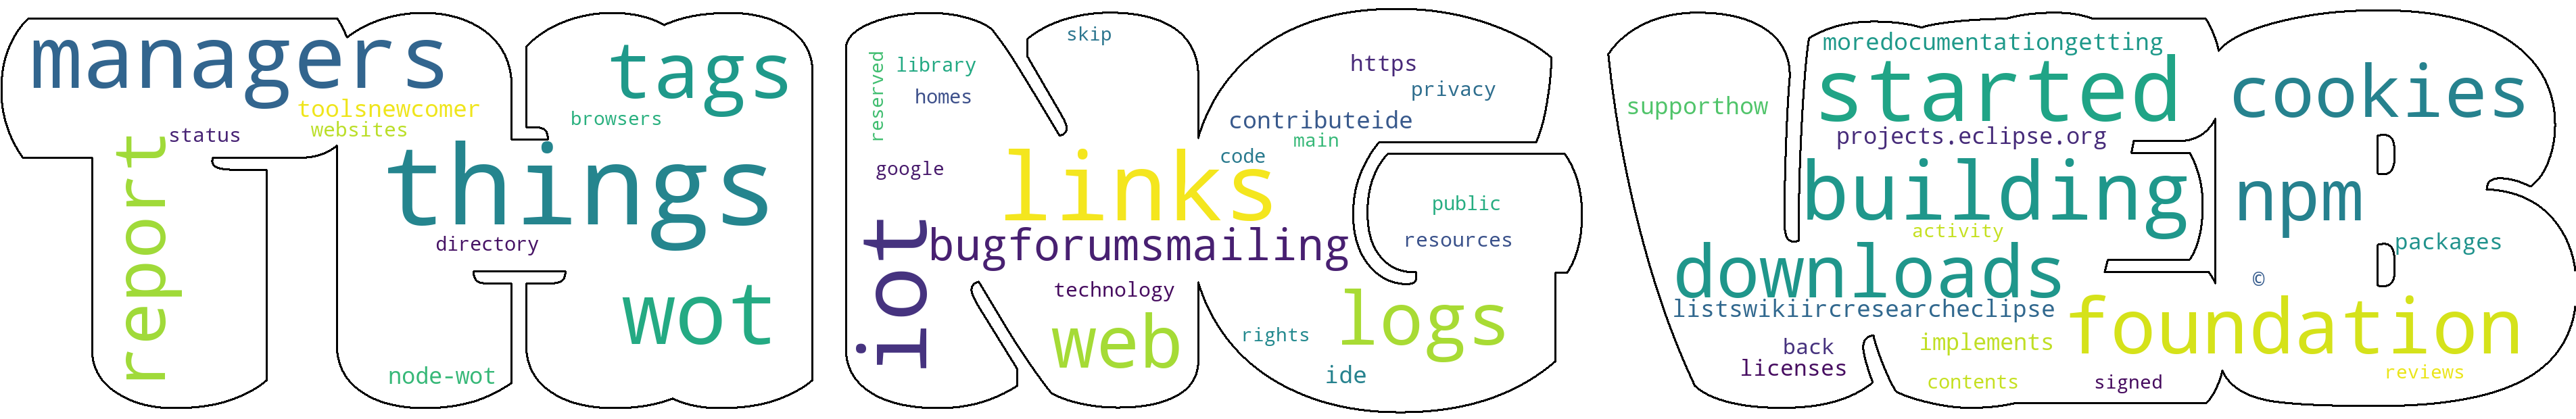 managers
toolsnewcomer
websites
status
report
tags
browsers
things
directory
wot
node-wot
skip
reserved
library
homes
google
https
privacy
contributeide
main
code
links
iot
bugforumsmailing
public
resources
technology
web
logs
rights
ide
moredocumentationgetting
supporthow
started
projects.eclipse.org
cookies
building
npm
activity
packages
downloads
©
listswikiircresearcheclipse
foundation
back
licenses
implements
contents
signed
reviews